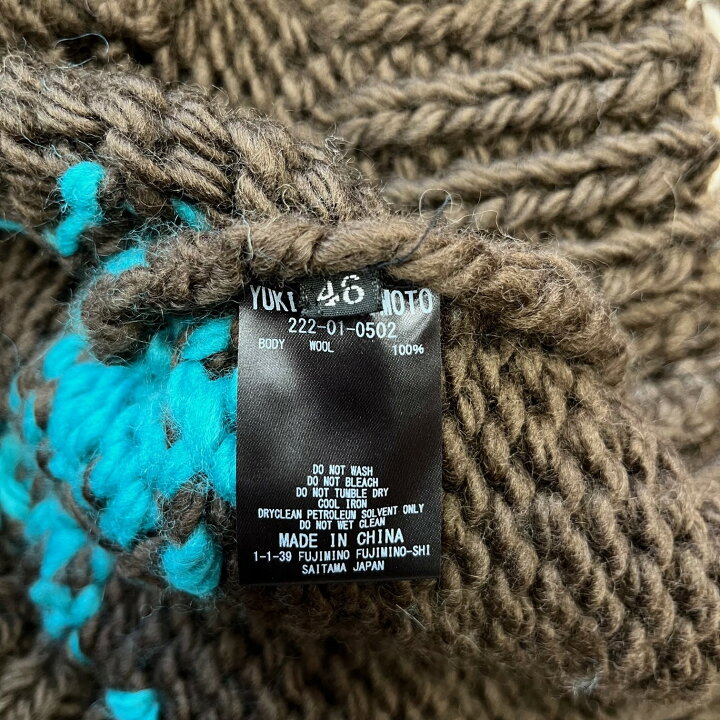 YUKI 46 MOTO
222-01-0502
BODY WOOL 100%
DO NOT WASH
DO NOT BLEACH
DO NOT TUMBLE DRY
COOL IRON
DRYCLEAN PETROLEUM SOLVENT ONLY
DO NOT WET CLEAN
MADE IN CHINA
1-1-39 FUJIMINO FUJIMINO-SHI
SAITAMA JAPAN